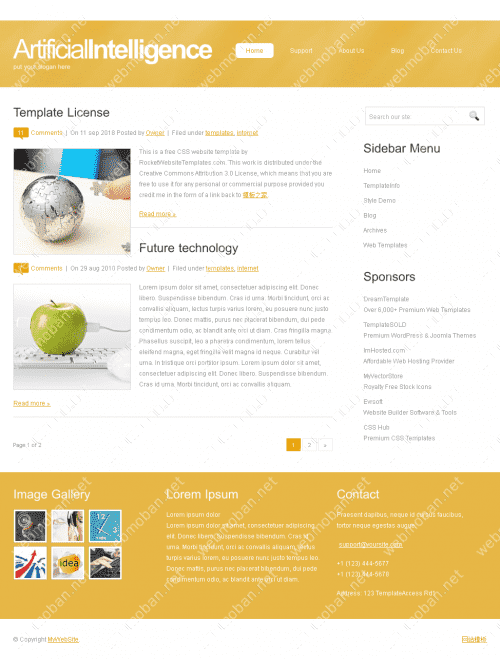 ArtificialIntelligence
put your slogan here
Home
Support
About Us
Blog
Contact Us
Template License
11 Comments | On 11 sep 2018 Posted by Owner | Filed under templates, internet
This is a free CSS website template by
RocketWebsiteTemplates.com. This work is distributed under the
Creative Commons Attribution 3.0 License, which means that you are
free to use it for any personal or commercial purpose provided you
credit me in the form of a link back to 模板之家.
Read more »
Future technology
Comments | On 29 aug 2010 Posted by Owner | Filed under templates, internet
Lorem ipsum dolor sit amet, consectetuer adipiscing elit. Donec
libero. Suspendisse bibendum. Cras id urna. Morbi tincidunt, orci ac
convallis aliquam, lectus turpis varius lorem, eu posuere nunc justo
tempus leo. Donec mattis, purus nec placerat bibendum, dui pede
condimentum odio, ac blandit ante orci ut diam. Cras fringilla magna.
Phasellus suscipit, leo a pharetra condimentum, lorem tellus
eleifend magna, eget fringilla velit magna id neque. Curabitur vel
urna. In tristique orci porttitor ipsum. Lorem ipsum dolor sit amet,
consectetuer adipiscing elit. Donec libero. Suspendisse bibendum.
Cras id urna. Morbi tincidunt, orci ac convallis aliquam.
Read more »
Page 1 of 2
1 2 »
Search our site:
Sidebar Menu
Home
TemplateInfo
Style Demo
Blog
Archives
Web Templates
Sponsors
DreamTemplate
Over 6,000+ Premium Web Templates
TemplateSOLD
Premium WordPress & Joomla Themes
ImHosted.com
Affordable Web Hosting Provider
MyVectorStore
Royalty Free Stock Icons
Evrsoft
Website Builder Software & Tools
CSS Hub
Premium CSS Templates
Image Gallery
idea
Lorem Ipsum
Lorem ipsum dolor
Lorem ipsum dolor sit amet, consectetuer adipiscing
elit. Donec libero. Suspendisse bibendum. Cras id
urna. Morbi tincidunt, orci ac convallis aliquam, lectus
turpis varius lorem, eu posuere nunc justo tempus leo.
Donec mattis, purus nec placerat bibendum, dui pede
condimentum odio, ac blandit ante orci ut diam.
Contact
Praesent dapibus, neque id cursus faucibus,
tortor neque egestas augue.
support@yoursite.com
+1 (123) 444-5677
+1 (123) 444-5678
Address: 123 TemplateAccess Rd1
© Copyright MyWebSite.
网站模板
webmoban.net